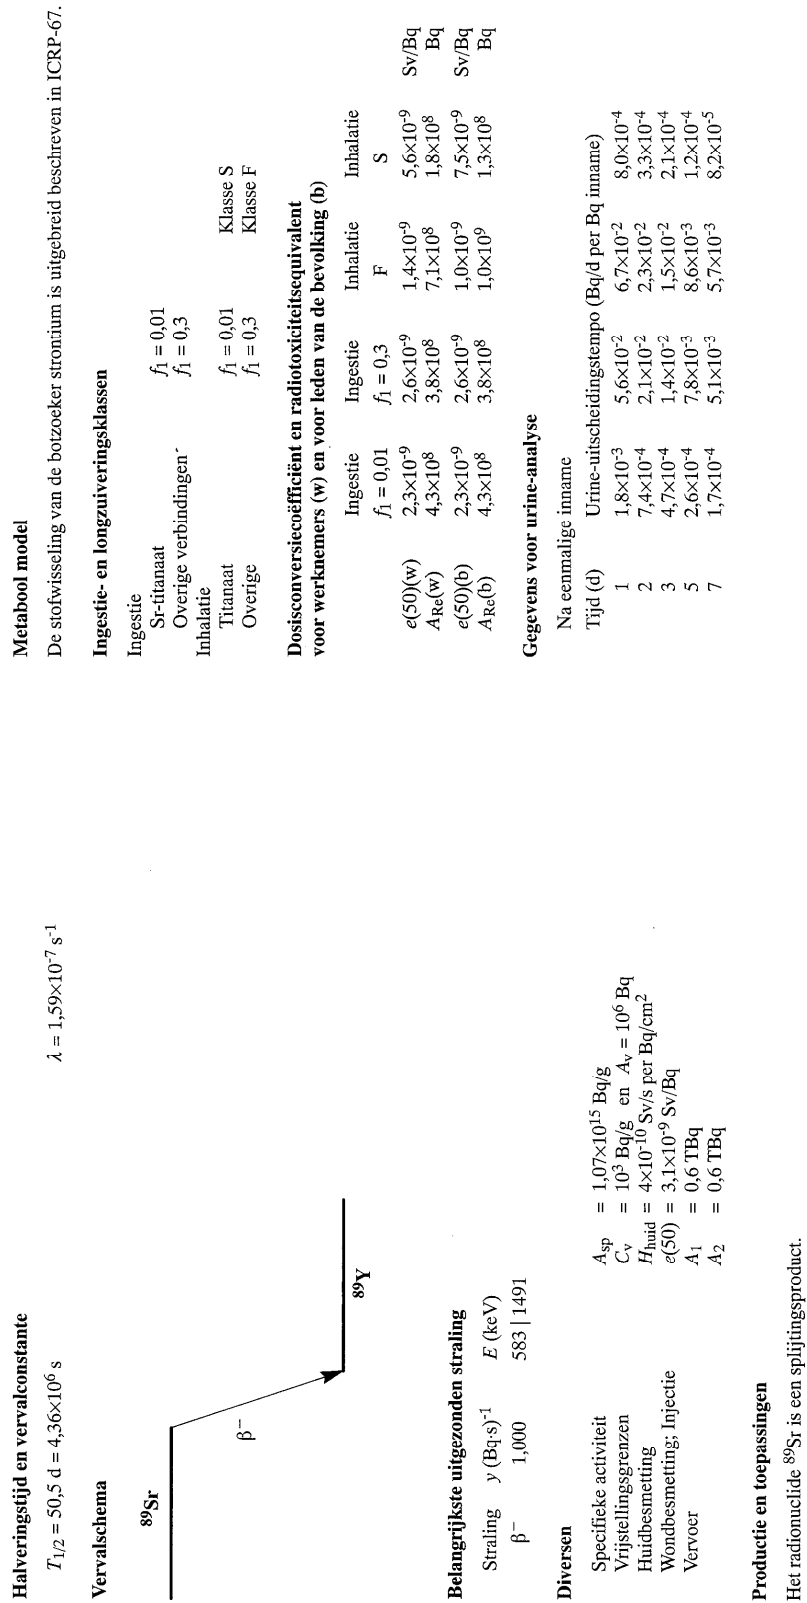 Halveringstijd en vervalconstante
T1/2 = 50,5 d = 4,36×10⁶ s λ = 1,59×10⁻⁷ s⁻¹
Vervalschema
⁸⁹Sr
β⁻
⁸⁹Y
Belangrijkste uitgezonden straling
Straling y (Bq·s)⁻¹ E (keV)
β⁻ 1,000 583 | 1491
Diversen
Specifieke activiteit Asp = 1,07×10¹⁵ Bq/g
Vrijstellingsgrenzen Cv = 10³ Bq/g en Av = 10⁶ Bq
Huidbesmetting Hhuid = 4×10⁻¹⁰ Sv/s per Bq/cm²
Wondbesmetting; Injectie e(50) = 3,1×10⁻⁹ Sv/Bq
Vervoer A1 = 0,6 TBq
A2 = 0,6 TBq
Productie en toepassingen
Het radionuclide ⁸⁹Sr is een splijtingsproduct.
Metabool model
De stofwisseling van de botzoeker strontium is uitgebreid beschreven in ICRP-67.
Ingestie- en longzuiveringsklassen
Ingestie
Sr-titanaat f1 = 0,01
Overige verbindingen f1 = 0,3
Inhalatie
Titanaat f1 = 0,01 Klasse S
Overige f1 = 0,3 Klasse F
Dosisconversiecoëfficiënt en radiotoxiciteitsequivalent
voor werknemers (w) en voor leden van de bevolking (b)
Ingestie Ingestie Inhalatie Inhalatie
f1 = 0,01 f1 = 0,3 F S
e(50)(w) 2,3×10⁻⁹ 2,6×10⁻⁹ 1,4×10⁻⁹ 5,6×10⁻⁹ Sv/Bq
ARe(w) 4,3×10⁸ 3,8×10⁸ 7,1×10⁸ 1,8×10⁸ Bq
e(50)(b) 2,3×10⁻⁹ 2,6×10⁻⁹ 1,0×10⁻⁹ 7,5×10⁻⁹ Sv/Bq
ARe(b) 4,3×10⁸ 3,8×10⁸ 1,0×10⁹ 1,3×10⁸ Bq
Gegevens voor urine-analyse
Na eenmalige inname
Tijd (d) Urine-uitscheidingstempo (Bq/d per Bq inname)
1 1,8×10⁻³ 5,6×10⁻² 6,7×10⁻² 8,0×10⁻⁴
2 7,4×10⁻⁴ 2,1×10⁻² 2,3×10⁻² 3,3×10⁻⁴
3 4,7×10⁻⁴ 1,4×10⁻² 1,5×10⁻² 2,1×10⁻⁴
5 2,6×10⁻⁴ 7,8×10⁻³ 8,6×10⁻³ 1,2×10⁻⁴
7 1,7×10⁻⁴ 5,1×10⁻³ 5,7×10⁻³ 8,2×10⁻⁵